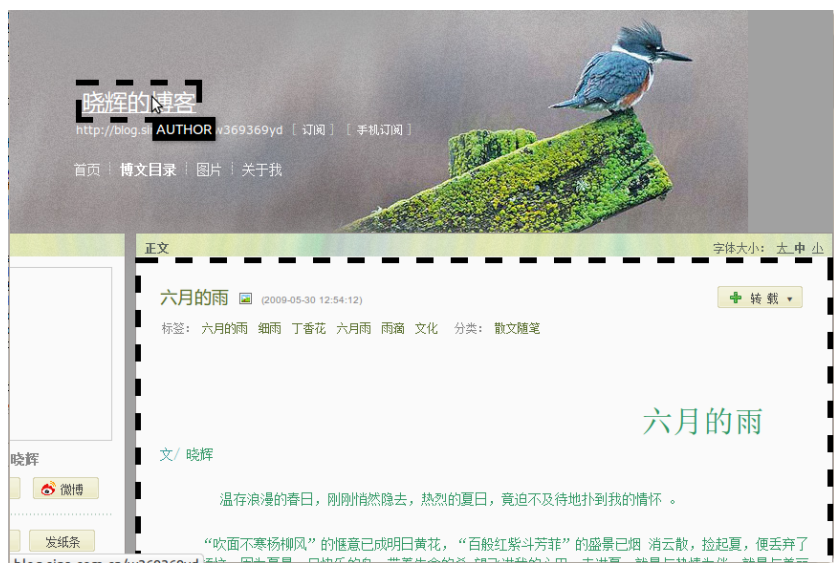 晓辉的博客
http://blog.si AUTHOR w369369yd [ 订阅 ] [ 手机订阅 ]
首页 博文目录 图片 关于我
正文 字体大小： 大 中 小
六月的雨 (2009-05-30 12:54:12) 转载
标签： 六月的雨 细雨 丁香花 六月雨 雨滴 文化 分类： 散文随笔
六月的雨
文/ 晓辉
晓辉
微博
温存浪漫的春日，刚刚悄然隐去，热烈的夏日，竟迫不及待地扑到我的情怀 。
发纸条
“吹面不寒杨柳风”的惬意已成明日黄花，“百般红紫斗芳菲”的盛景已烟 消云散，捡起夏，便丢弃了